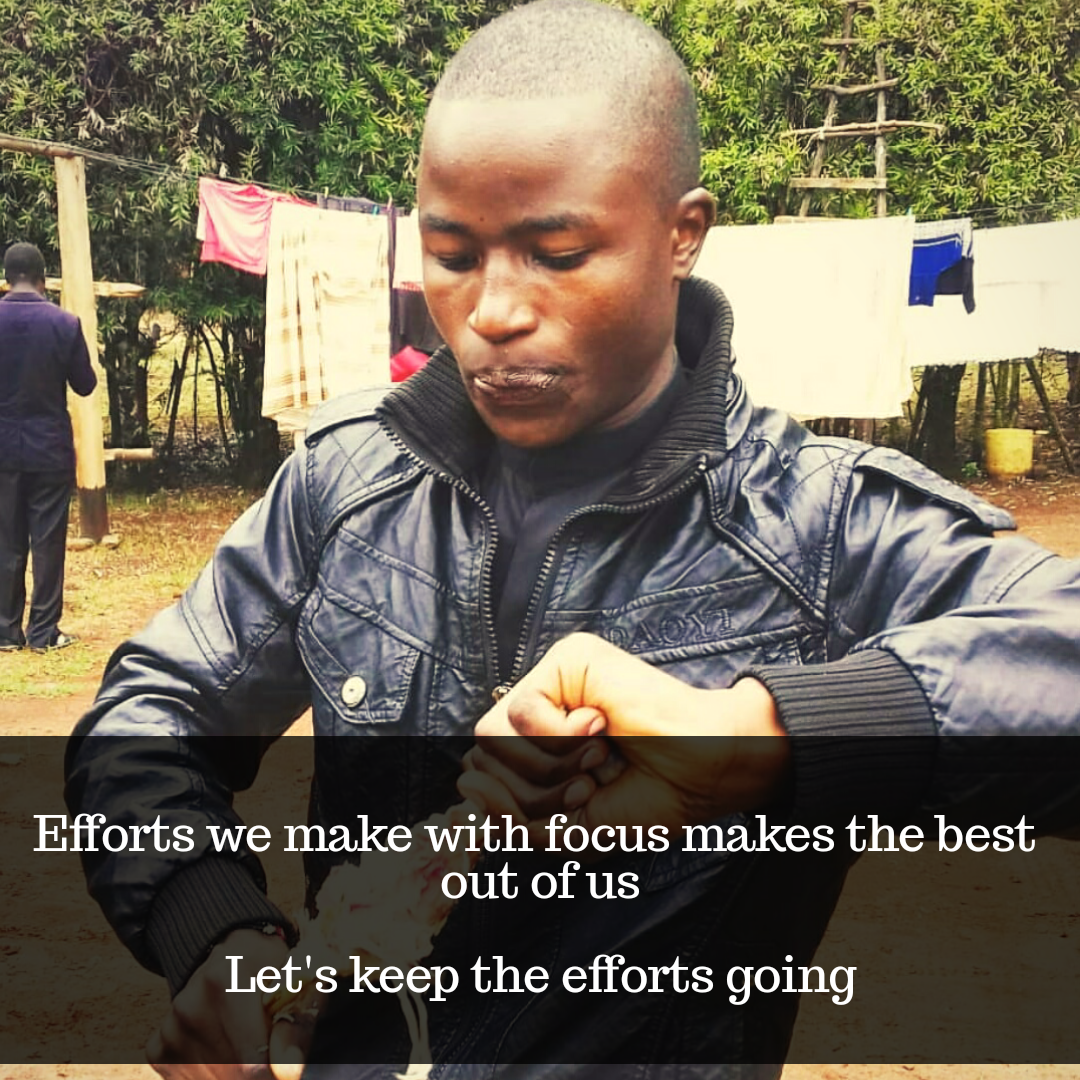 Efforts we make with focus makes the best
out of us
Let's keep the efforts going